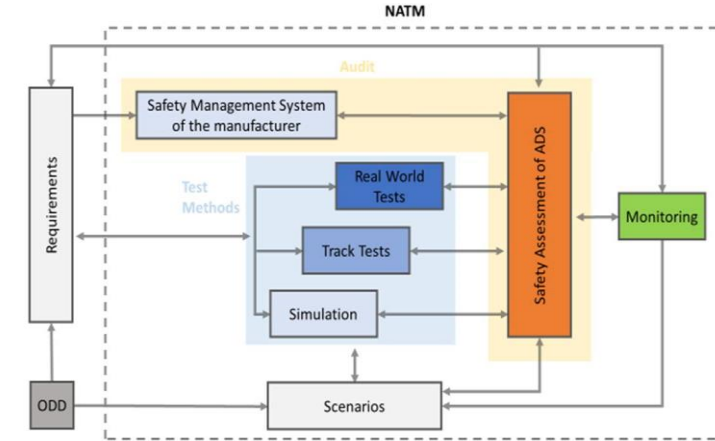 NATM
Audit
Safety Management System
of the manufacturer
Requirements
Test
Methods
Real World
Tests
Track Tests
Simulation
Safety Assessment of ADS
Monitoring
ODD
Scenarios